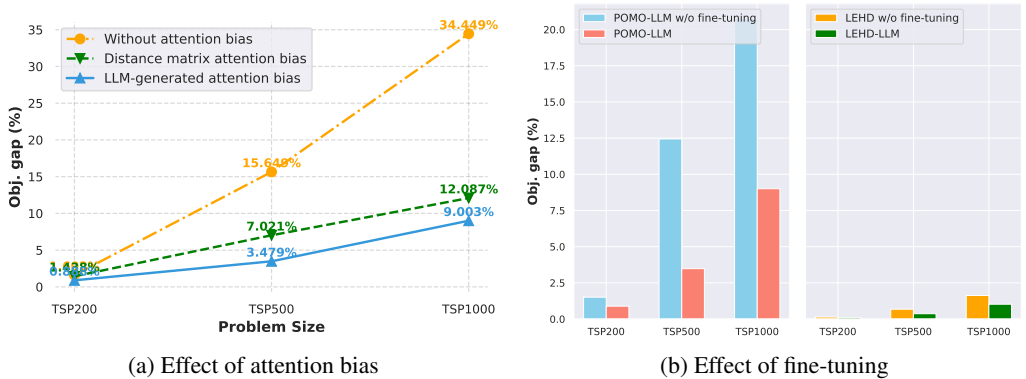 35
30
25
20
15
10
5
0
Obj. gap (%)
Without attention bias
Distance matrix attention bias
LLM-generated attention bias
34.449%
15.649%
12.087%
7.021%
9.003%
3.479%
1.428%
TSP200
TSP500
TSP1000
Problem Size
(a) Effect of attention bias
20.0
17.5
15.0
12.5
10.0
7.5
5.0
2.5
0.0
Obj. gap (%)
POMO-LLM w/o fine-tuning
POMO-LLM
TSP200
TSP500
TSP1000
LEHD w/o fine-tuning
LEHD-LLM
TSP200
TSP500
TSP1000
(b) Effect of fine-tuning